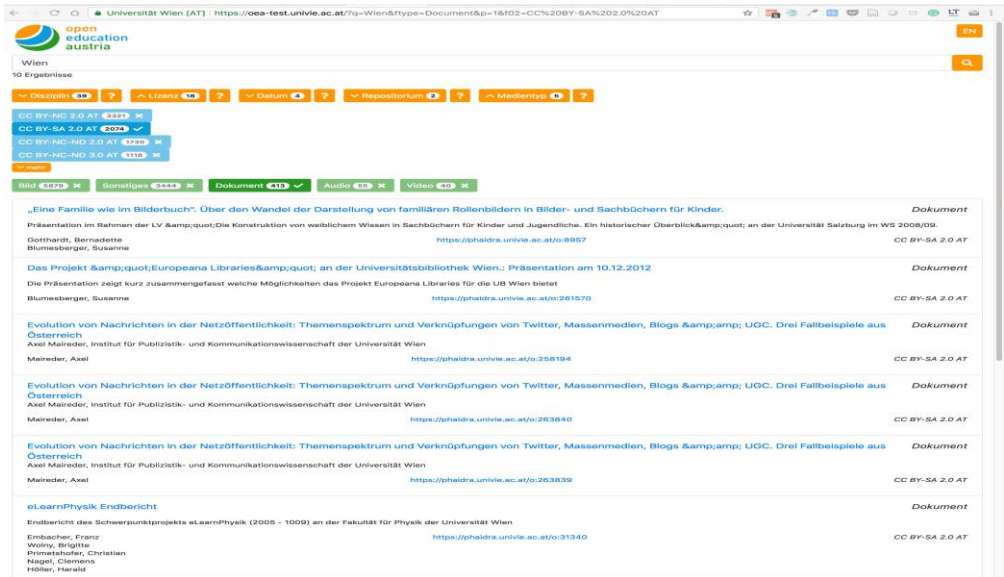 Universität Wien [AT] https://oea-test.univie.ac.at/?q=Wien&ftype=Document&p=1&f02=CC%20BY-SA%202.0%20AT
open
education
austria
EN
Wien
10 Ergebnisse
Disziplin 39 ? Lizenz 18 ? Datum 4 ? Repositorium 2 ? Medientyp 5 ?
CC BY-NC 2.0 AT 3321
CC BY-SA 2.0 AT 2074
CC BY-NC-ND 2.0 AT 1730
CC BY-NC-ND 3.0 AT 1116
mehr
Bild 5879 Sonstiges 3444 Dokument 413 Audio 55 Video 40
„Eine Familie wie im Bilderbuch“. Über den Wandel der Darstellung von familiären Rollenbildern in Bilder- und Sachbüchern für Kinder. Dokument
Präsentation im Rahmen der LV &amp;quot;Die Konstruktion von weiblichem Wissen in Sachbüchern für Kinder und Jugendliche. Ein historischer Überblick&amp;quot; an der Universität Salzburg im WS 2008/09.
Gotthardt, Bernadette https://phaidra.univie.ac.at/o:8957 CC BY-SA 2.0 AT
Blumesberger, Susanne
Das Projekt &amp;quot;Europeana Libraries&amp;quot; an der Universitätsbibliothek Wien.: Präsentation am 10.12.2012 Dokument
Die Präsentation zeigt kurz zusammengefasst welche Möglichkeiten das Projekt Europeana Libraries für die UB Wien bietet
Blumesberger, Susanne https://phaidra.univie.ac.at/o:261570 CC BY-SA 2.0 AT
Evolution von Nachrichten in der Netzöffentlichkeit: Themenspektrum und Verknüpfungen von Twitter, Massenmedien, Blogs &amp;amp; UGC. Drei Fallbeispiele aus Dokument
Österreich
Axel Maireder, Institut für Publizistik- und Kommunikationswissenschaft der Universität Wien
Maireder, Axel https://phaidra.univie.ac.at/o:258194 CC BY-SA 2.0 AT
Evolution von Nachrichten in der Netzöffentlichkeit: Themenspektrum und Verknüpfungen von Twitter, Massenmedien, Blogs &amp;amp; UGC. Drei Fallbeispiele aus Dokument
Österreich
Axel Maireder, Institut für Publizistik- und Kommunikationswissenschaft der Universität Wien
Maireder, Axel https://phaidra.univie.ac.at/o:263840 CC BY-SA 2.0 AT
Evolution von Nachrichten in der Netzöffentlichkeit: Themenspektrum und Verknüpfungen von Twitter, Massenmedien, Blogs &amp;amp; UGC. Drei Fallbeispiele aus Dokument
Österreich
Axel Maireder, Institut für Publizistik- und Kommunikationswissenschaft der Universität Wien
Maireder, Axel https://phaidra.univie.ac.at/o:263839 CC BY-SA 2.0 AT
eLearnPhysik Endbericht Dokument
Endbericht des Schwerpunktprojekts eLearnPhysik (2005 - 1009) an der Fakultät für Physik der Universität Wien
Embacher, Franz https://phaidra.univie.ac.at/o:31340 CC BY-SA 2.0 AT
Wolny, Brigitte
Primetshofer, Christian
Nagel, Clemens
Höller, Harald